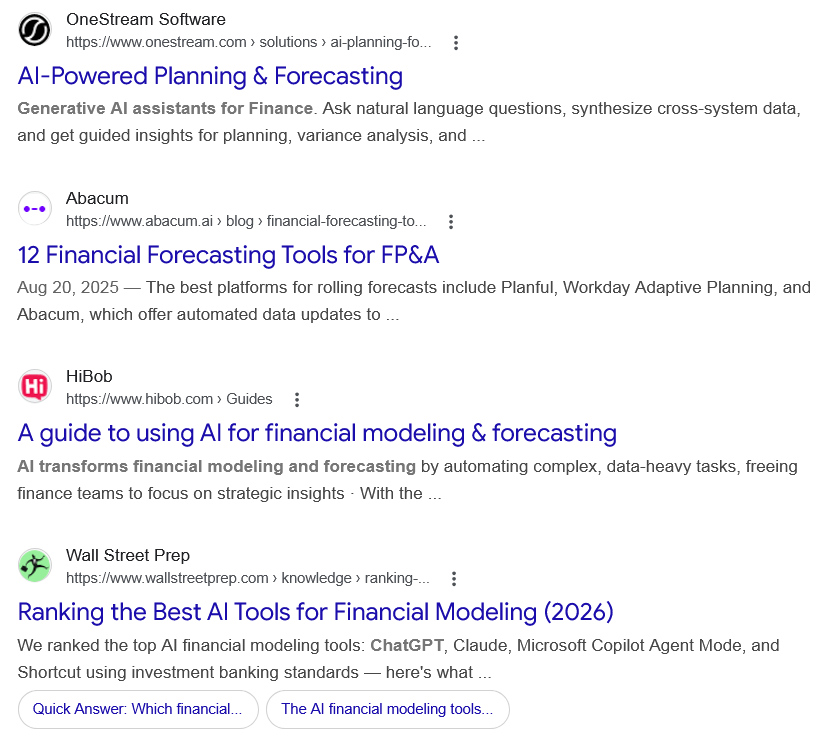 OneStream Software
https://www.onestream.com › solutions › ai-planning-fo...
AI-Powered Planning & Forecasting
Generative AI assistants for Finance. Ask natural language questions, synthesize cross-system data,
and get guided insights for planning, variance analysis, and ...
Abacum
https://www.abacum.ai › blog › financial-forecasting-to...
12 Financial Forecasting Tools for FP&A
Aug 20, 2025 — The best platforms for rolling forecasts include Planful, Workday Adaptive Planning, and
Abacum, which offer automated data updates to ...
Hi
HiBob
https://www.hibob.com › Guides
A guide to using AI for financial modeling & forecasting
AI transforms financial modeling and forecasting by automating complex, data-heavy tasks, freeing
finance teams to focus on strategic insights · With the ...
Wall Street Prep
https://www.wallstreetprep.com › knowledge › ranking-...
Ranking the Best AI Tools for Financial Modeling (2026)
We ranked the top AI financial modeling tools: ChatGPT, Claude, Microsoft Copilot Agent Mode, and
Shortcut using investment banking standards — here's what ...
Quick Answer: Which financial... The AI financial modeling tools...